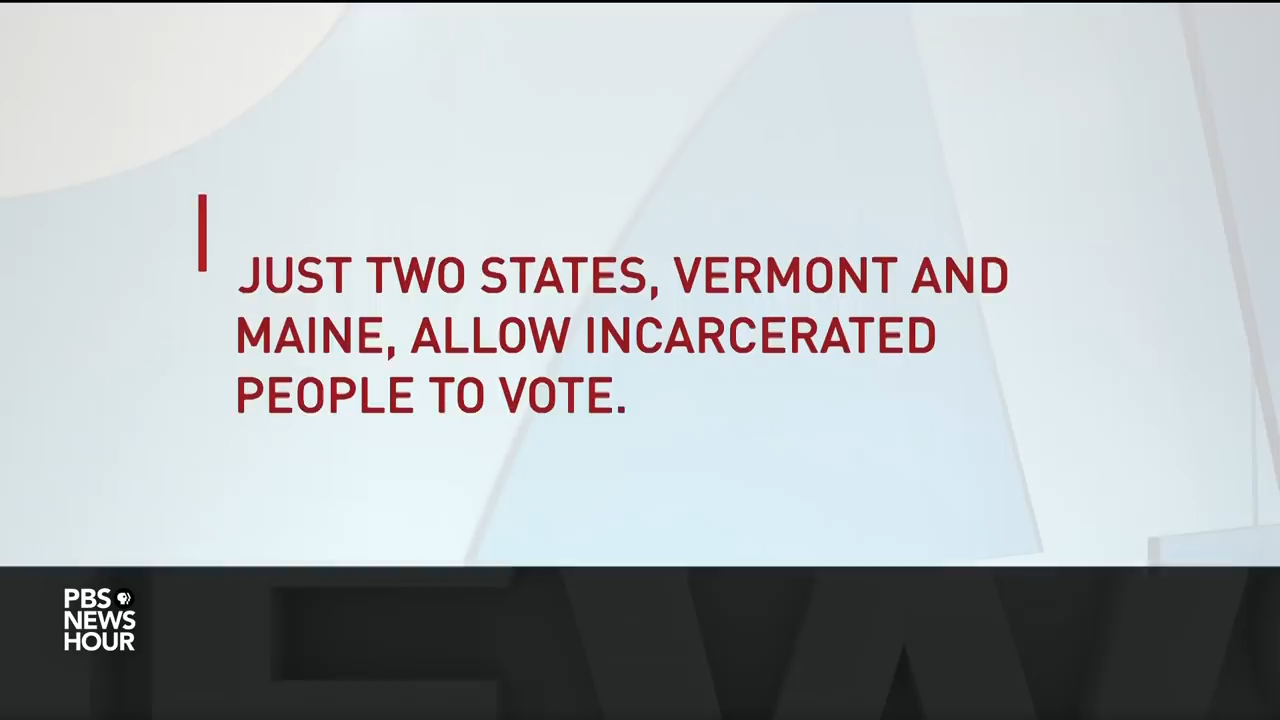 JUST TWO STATES, VERMONT AND
MAINE, ALLOW INCARCERATED
PEOPLE TO VOTE.
PBS
NEWS
HOUR